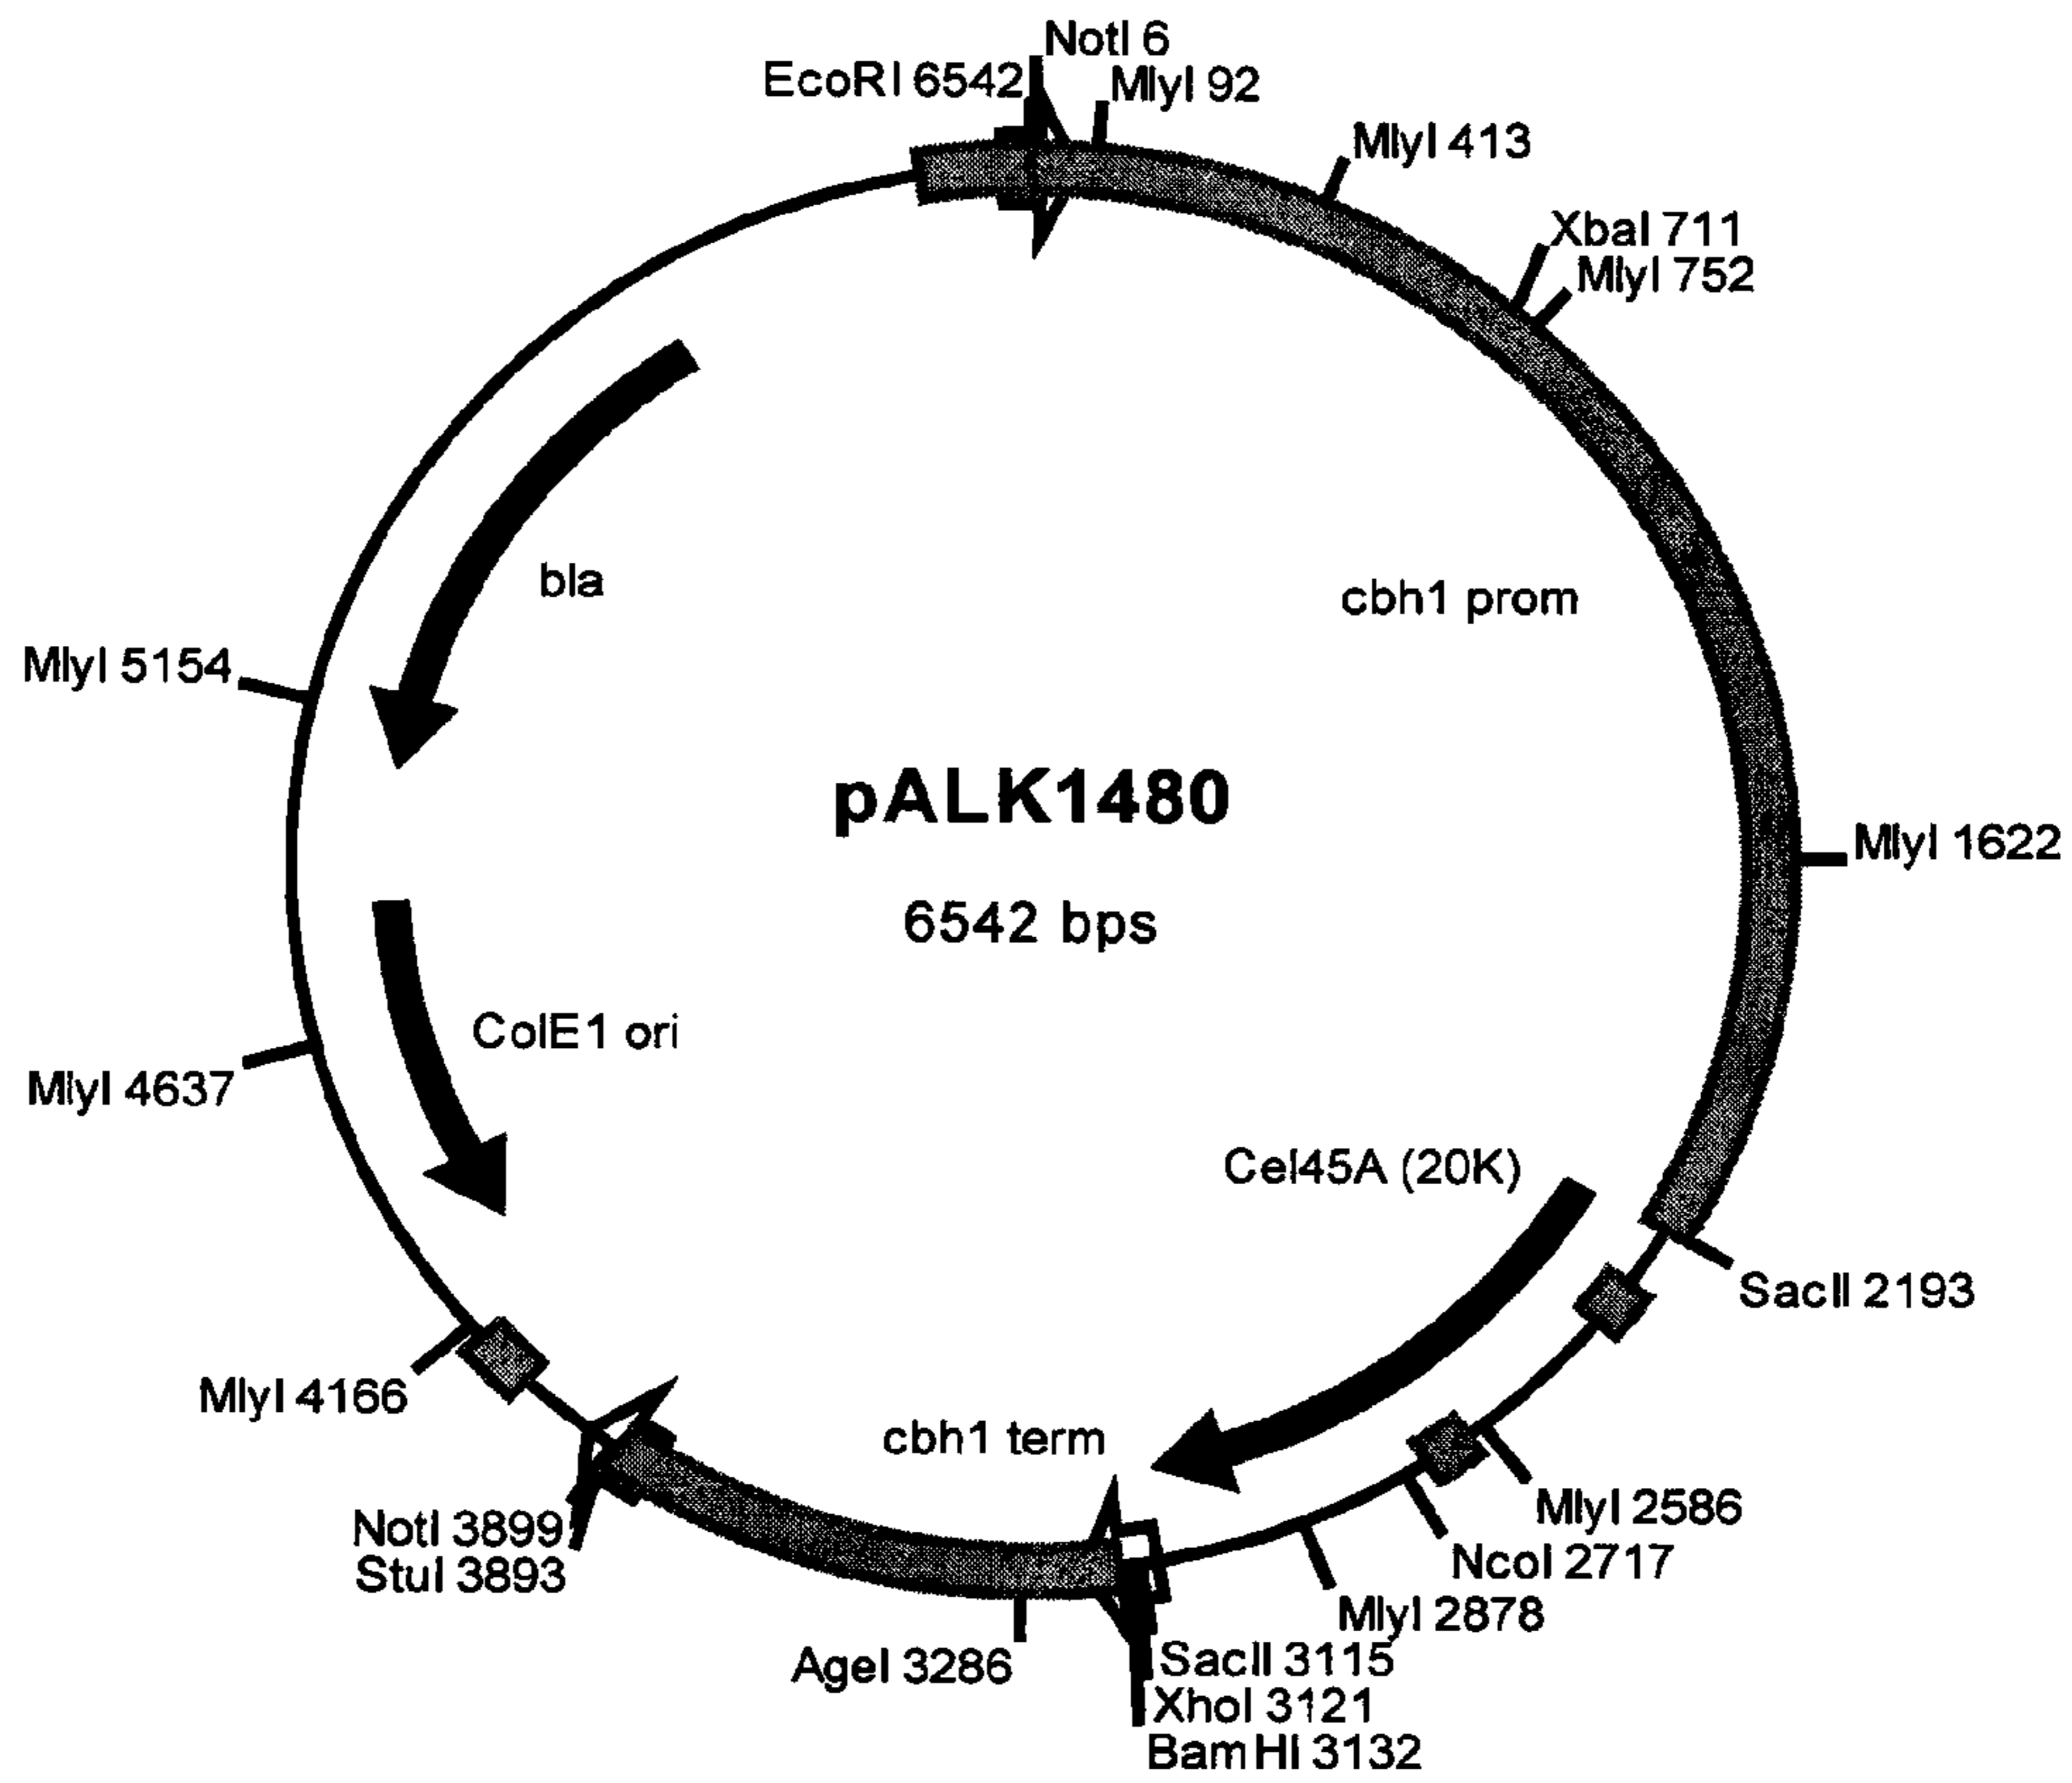 NotI 6
EcoRI 6542
MlyI 92
MlyI 413
XbaI 711
MlyI 752
bla
cbh1 prom
MlyI 5154
pALK1480
6542 bps
MlyI 1622
ColE1 ori
MlyI 4637
Cel45A (20K)
SacII 2193
MlyI 4166
cbh1 term
MlyI 2586
NcoI 2717
NotI 3899
StuI 3893
MlyI 2878
AgeI 3286
SacII 3115
XhoI 3121
BamHI 3132